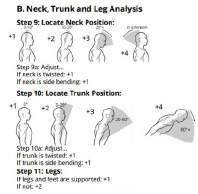 B. Neck, Trunk and Leg Analysis
Step 9: Locate Neck Position:
+1 +2 +3 +4
Step 9a: Adjust...
If neck is twisted: +1
If neck is side bending: +1
Step 10: Locate Trunk Position:
+1 +2 +3 +4
20-60°
60°+
Step 10a: Adjust...
If trunk is twisted: +1
If trunk is side bending: +1
Step 11: Legs:
If legs and feet are supported: +1
If not: +2